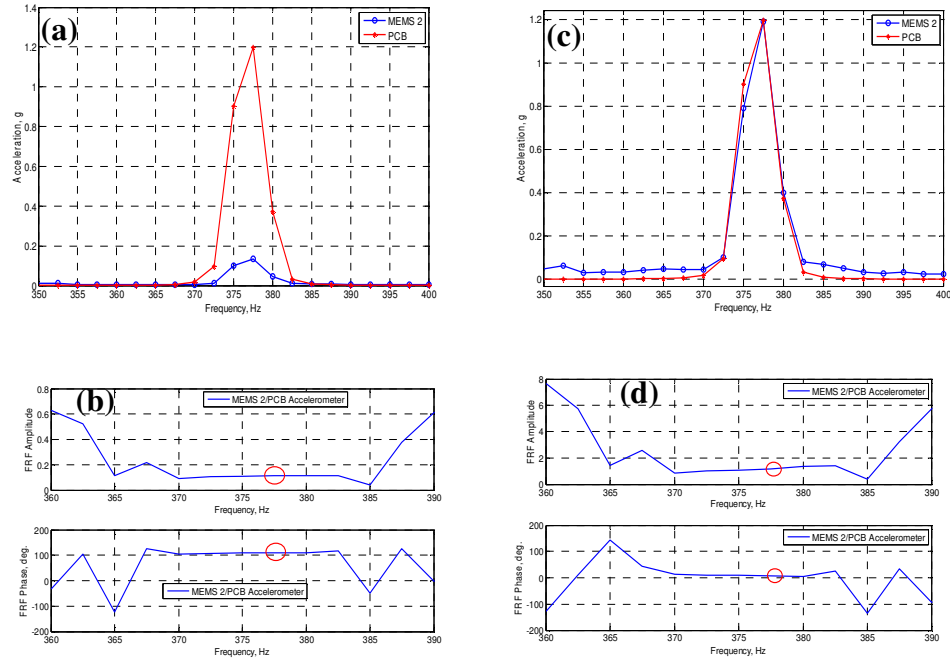 (a)
MEMS 2
PCB
Acceleration, g
1.4
1.2
1
0.8
0.6
0.4
0.2
0
350 355 360 365 370 375 380 385 390 395 400
Frequency, Hz
(c)
MEMS 2
PCB
Acceleration, g
1.2
1
0.8
0.6
0.4
0.2
0
350 355 360 365 370 375 380 385 390 395 400
Frequency, Hz
(b)
MEMS 2/PCB Accelerometer
FRF Amplitude
0.8
0.6
0.4
0.2
0
360 365 370 375 380 385 390
Frequency, Hz
MEMS 2/PCB Accelerometer
FRF Phase, deg.
200
100
0
-100
-200
360 365 370 375 380 385 390
Frequency, Hz
(d)
MEMS 2/PCB Accelerometer
FRF Amplitude
8
6
4
2
0
360 365 370 375 380 385 390
Frequency, Hz
MEMS 2/PCB Accelerometer
FRF Phase, deg.
200
100
0
-100
-200
360 365 370 375 380 385 390
Frequency, Hz